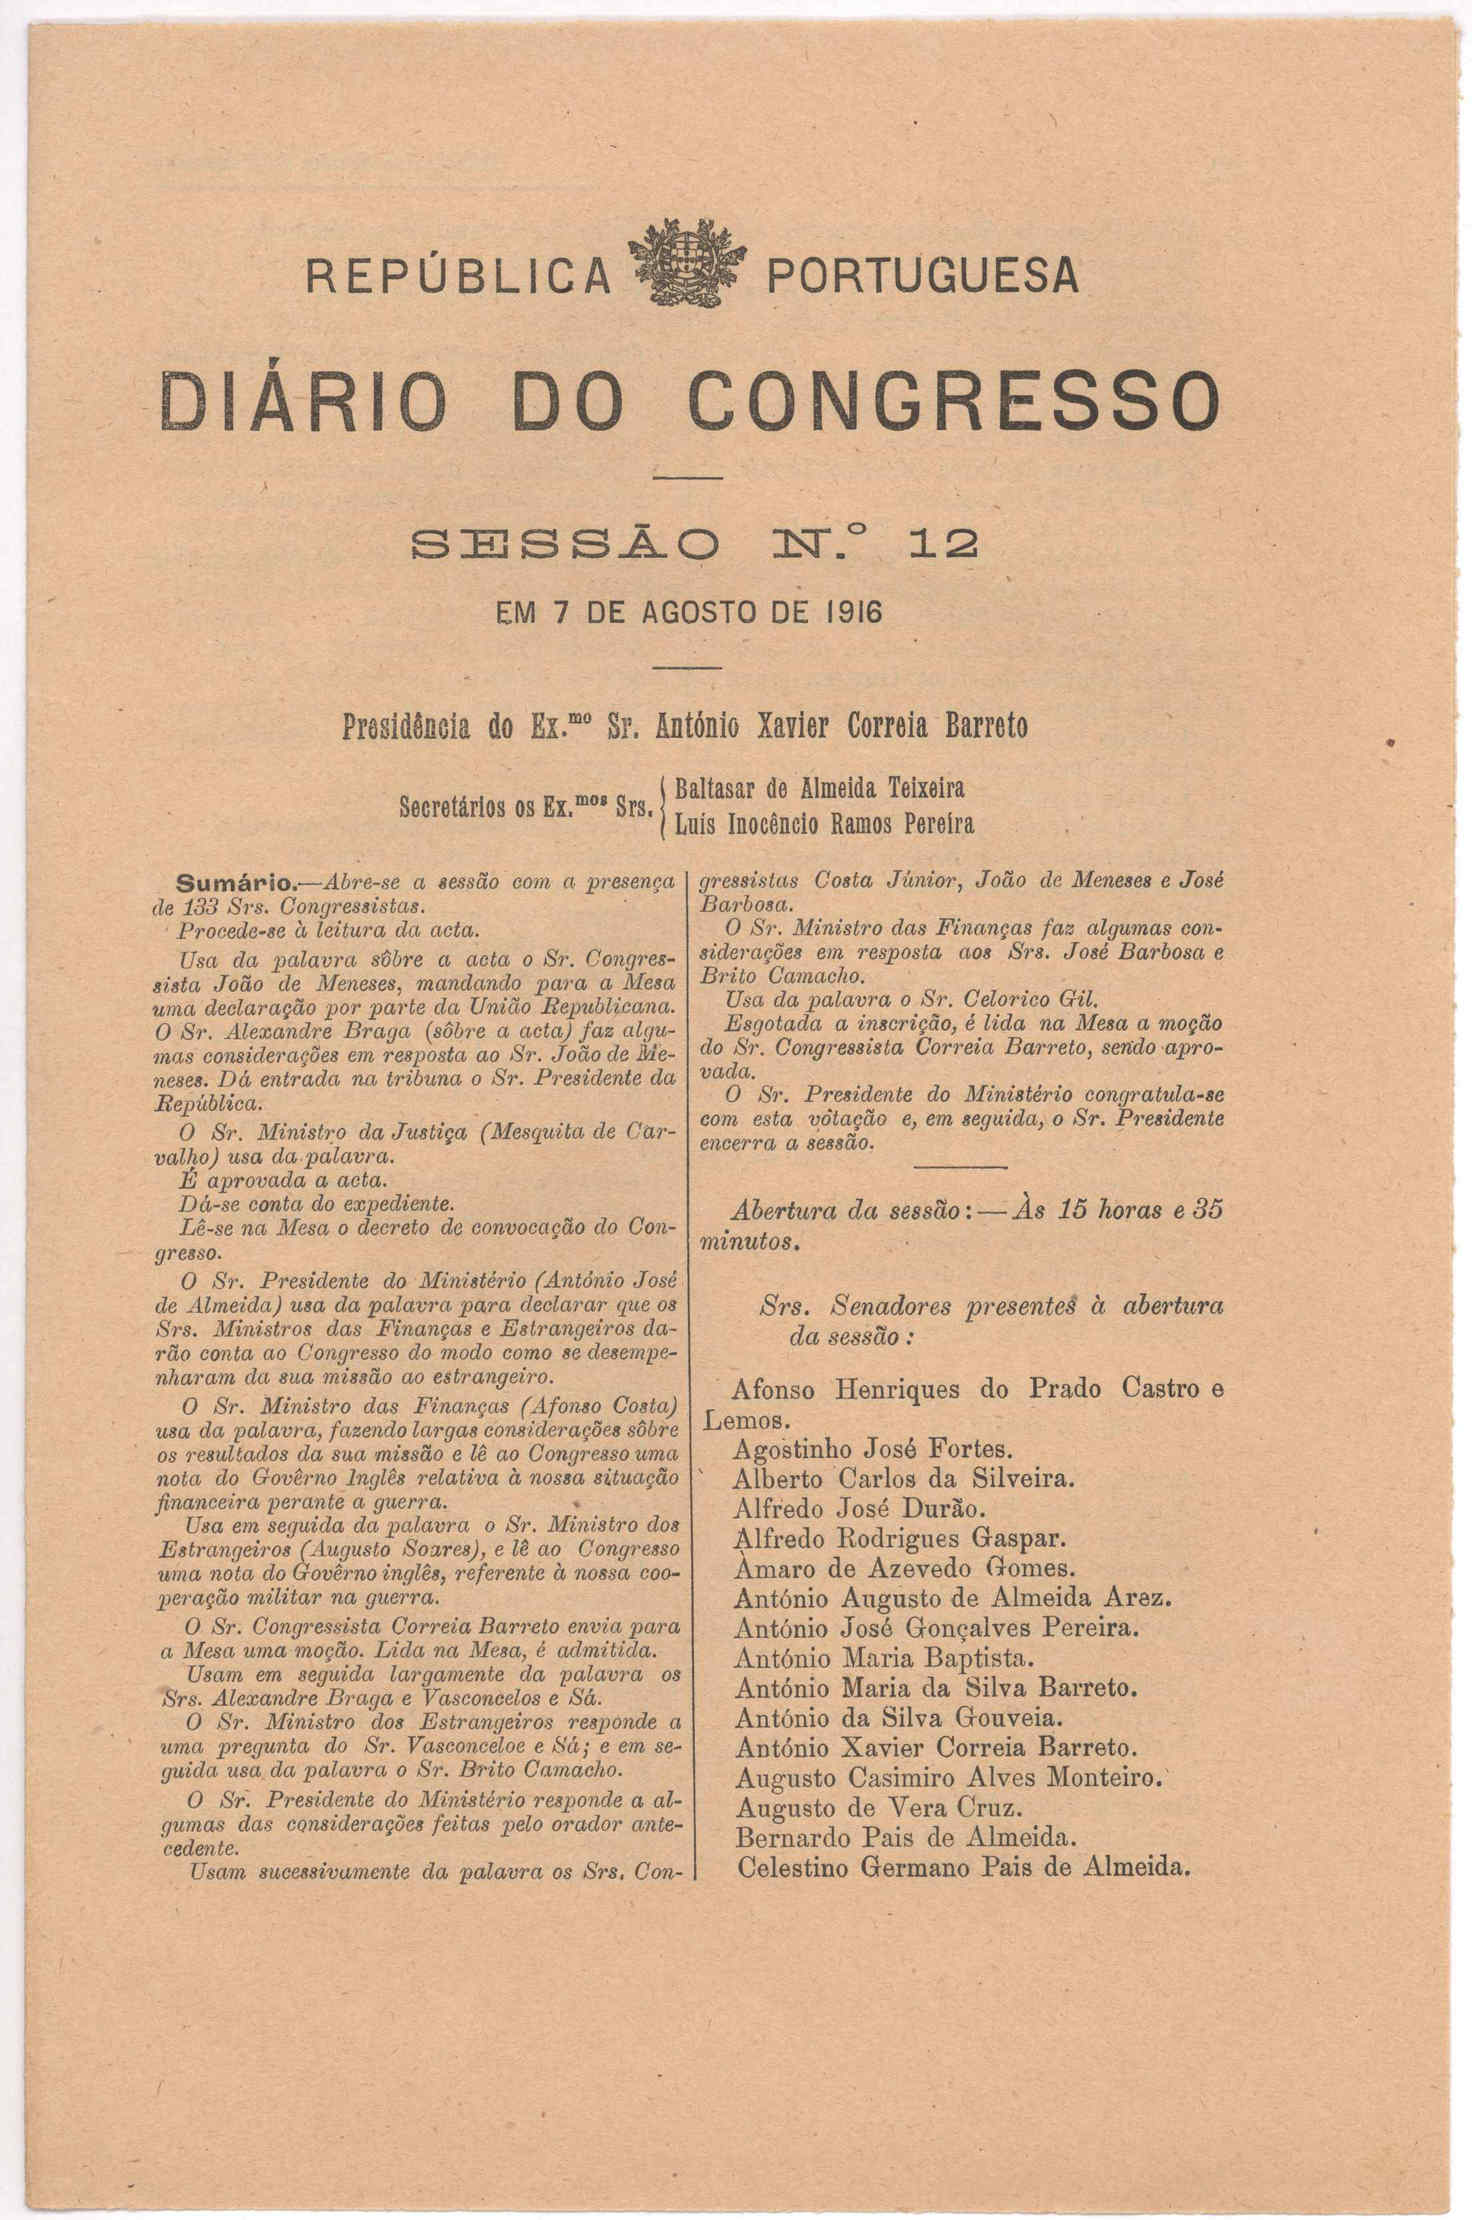 REPÚBLICA PORTUGUESA
DIÁRIO DO CONGRESSO
SESSÃO N.º 12
EM 7 DE AGOSTO DE 1916
Presidência do Ex.mo Sr. António Xavier Correia Barreto
Secretários os Ex.mos Srs.
Baltasar de Almeida Teixeira
Luís Inocêncio Ramos Pereira
Sumário.—Abre-se a sessão com a presença
de 133 Srs. Congressistas.
Procede-se à leitura da acta.
Usa da palavra sôbre a acta o Sr. Congres-
sista João de Meneses, mandando para a Mesa
uma declaração por parte da União Republicana.
O Sr. Alexandre Braga (sôbre a acta) faz algu-
mas considerações em resposta ao Sr. João de Me-
neses. Dá entrada na tribuna o Sr. Presidente da
República.
O Sr. Ministro da Justiça (Mesquita de Car-
valho) usa da palavra.
É aprovada a acta.
Dá-se conta do expediente.
Lê-se na Mesa o decreto de convocação do Con-
gresso.
O Sr. Presidente do Ministério (António José
de Almeida) usa da palavra para declarar que os
Srs. Ministros das Finanças e Estrangeiros da-
rão conta ao Congresso do modo como se desempe-
nharam da sua missão ao estrangeiro.
O Sr. Ministro das Finanças (Afonso Costa)
usa da palavra, fazendo largas considerações sôbre
os resultados da sua missão e lê ao Congresso uma
nota do Govêrno Inglês relativa à nossa situação
financeira perante a guerra.
Usa em seguida da palavra o Sr. Ministro dos
Estrangeiros (Augusto Soares), e lê ao Congresso
uma nota do Govêrno inglês, referente à nossa coo-
peração militar na guerra.
O Sr. Congressista Correia Barreto envia para
a Mesa uma moção. Lida na Mesa, é admitida.
Usam em seguida largamente da palavra os
Srs. Alexandre Braga e Vasconcelos e Sá.
O Sr. Ministro dos Estrangeiros responde a
uma pregunta do Sr. Vasconceloe e Sá; e em se-
guida usa da palavra o Sr. Brito Camacho.
O Sr. Presidente do Ministério responde a al-
gumas das considerações feitas pelo orador ante-
cedente.
Usam sucessivamente da palavra os Srs. Con-
gressistas Costa Júnior, João de Meneses e José
Barbosa.
O Sr. Ministro das Finanças faz algumas con-
siderações em resposta aos Srs. José Barbosa e
Brito Camacho.
Usa da palavra o Sr. Celorico Gil.
Esgotada a inscrição, é lida na Mesa a moção
do Sr. Congressista Correia Barreto, sendo apro-
vada.
O Sr. Presidente do Ministério congratula-se
com esta vòtação e, em seguida, o Sr. Presidente
encerra a sessão.
Abertura da sessão:—Às 15 horas e 35
minutos.
Srs. Senadores presentes à abertura
da sessão:
Afonso Henriques do Prado Castro e
Lemos.
Agostinho José Fortes.
Alberto Carlos da Silveira.
Alfredo José Durão.
Alfredo Rodrigues Gaspar.
Amaro de Azevedo Gomes.
António Augusto de Almeida Arez.
António José Gonçalves Pereira.
António Maria Baptista.
António Maria da Silva Barreto.
António da Silva Gouveia.
António Xavier Correia Barreto.
Augusto Casimiro Alves Monteiro.
Augusto de Vera Cruz.
Bernardo Pais de Almeida.
Celestino Germano Pais de Almeida.